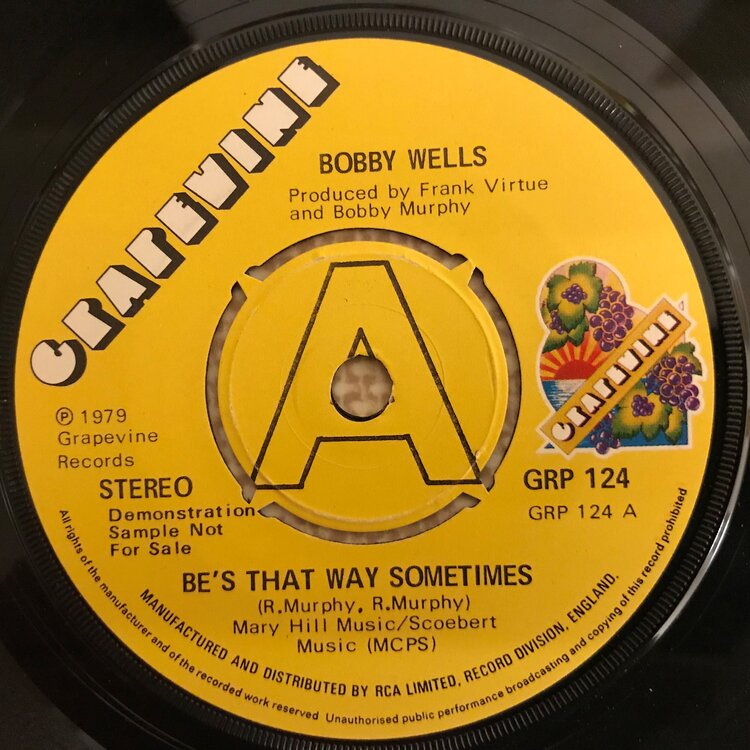 GRAPEVINE
BOBBY WELLS
Produced by Frank Virtue
and Bobby Murphy
A
GRAPEVINE
℗ 1979
Grapevine
Records
STEREO
Demonstration
Sample Not
For Sale
GRP 124
GRP 124 A
BE'S THAT WAY SOMETIMES
(R.Murphy, R.Murphy)
Mary Hill Music/Scoebert
Music (MCPS)
MANUFACTURED AND DISTRIBUTED BY RCA LIMITED, RECORD DIVISION, ENGLAND.
All rights of the manufacturer and of the recorded work reserved Unauthorised public performance broadcasting and copying of this record prohibited